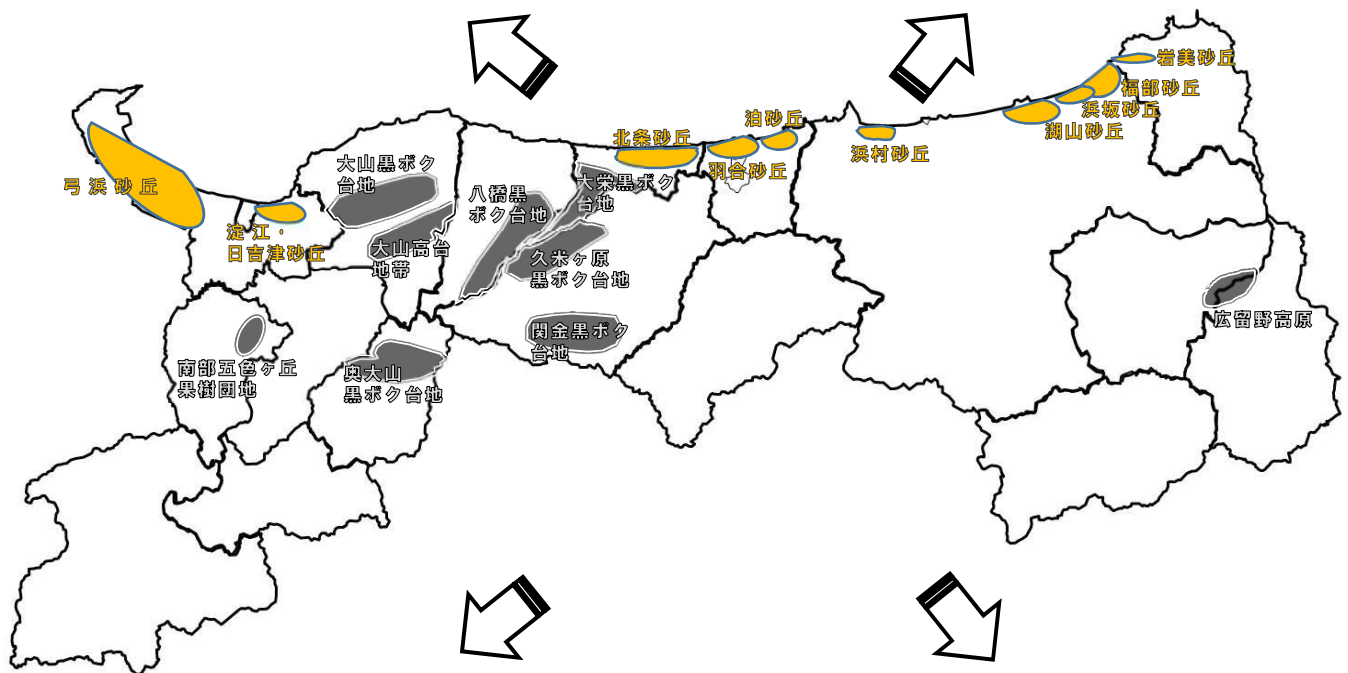 岩美砂丘
福部砂丘
浜坂砂丘
湖山砂丘
浜村砂丘
泊砂丘
羽合砂丘
北条砂丘
大山黒ボク
台地
八橋黒
ボク台地
大栄黒ボク
台地
弓浜砂丘
淀江・
日吉津砂丘
大山高台
地帯
久米ヶ原
黒ボク台地
広留野高原
関金黒ボク
台地
南部五色ヶ丘
果樹団地
奥大山
黒ボク台地